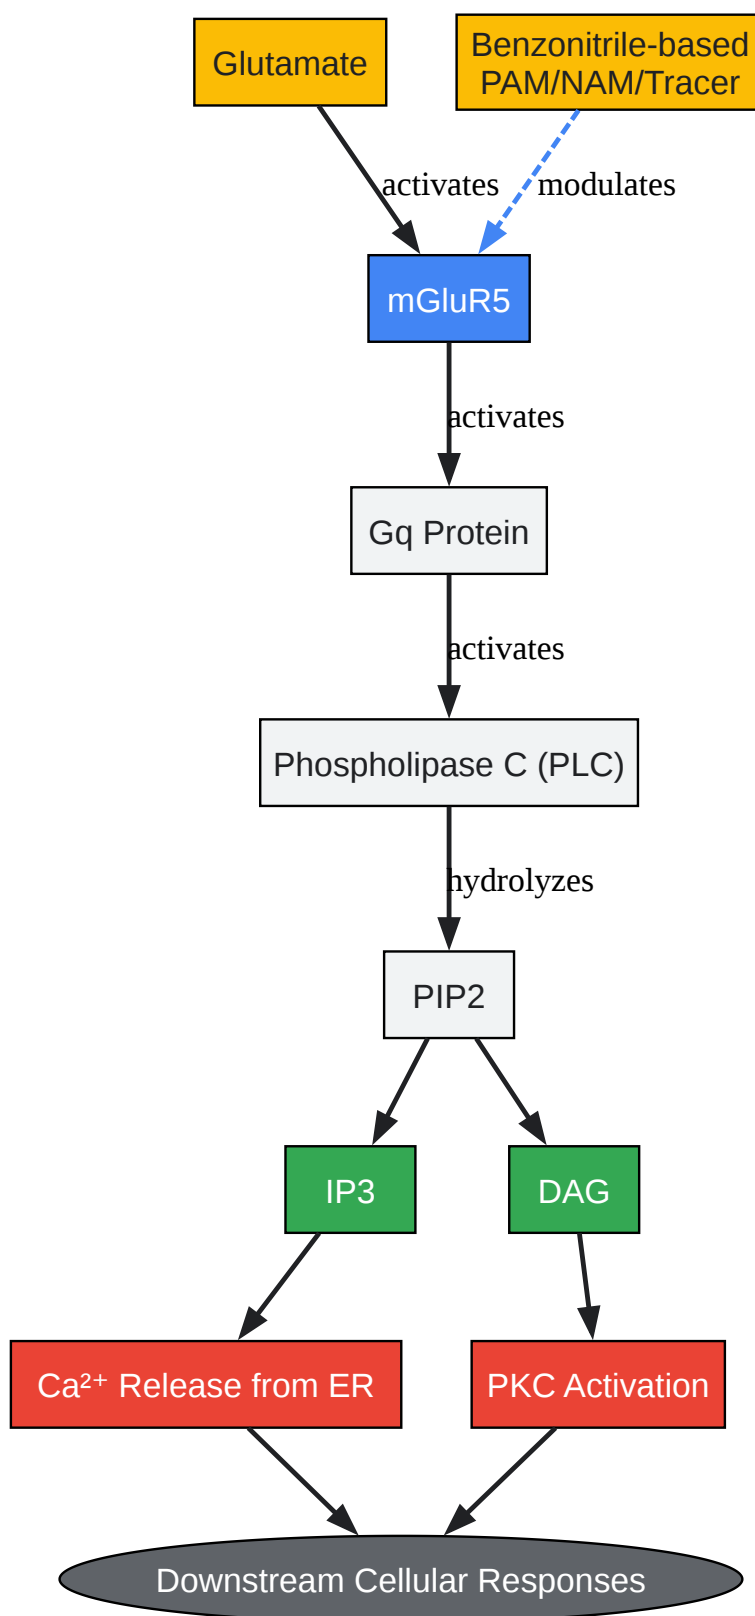 Glutamate
Benzonitrile-based
PAM/NAM/Tracer
activates
modulates
mGluR5
activates
Gq Protein
activates
Phospholipase C (PLC)
hydrolyzes
PIP2
IP3
DAG
Ca²⁺ Release from ER
PKC Activation
Downstream Cellular Responses